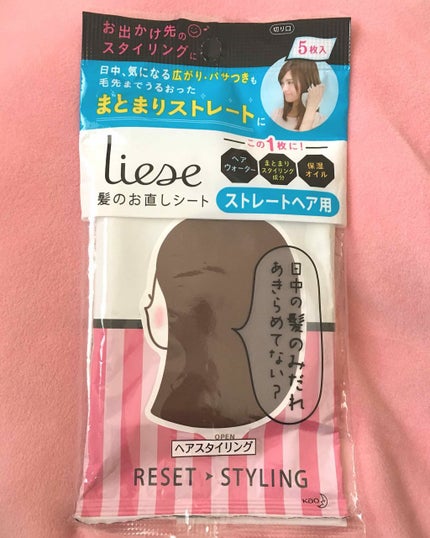 お出かけ先の
スタイリングに
切り口
5枚入
日中、気になる広がり・パサつきも
毛先までうるおった
まとまりストレートに
この1枚に!
Liese
髪のお直しシート
ヘア
ウォーター
まとまり
スタイリング
成分
保湿
オイル
ストレートヘア用
日中の髪のみだれ
あきらめてない?
OPEN
ヘアスタイリング
RESET STYLING
Kao